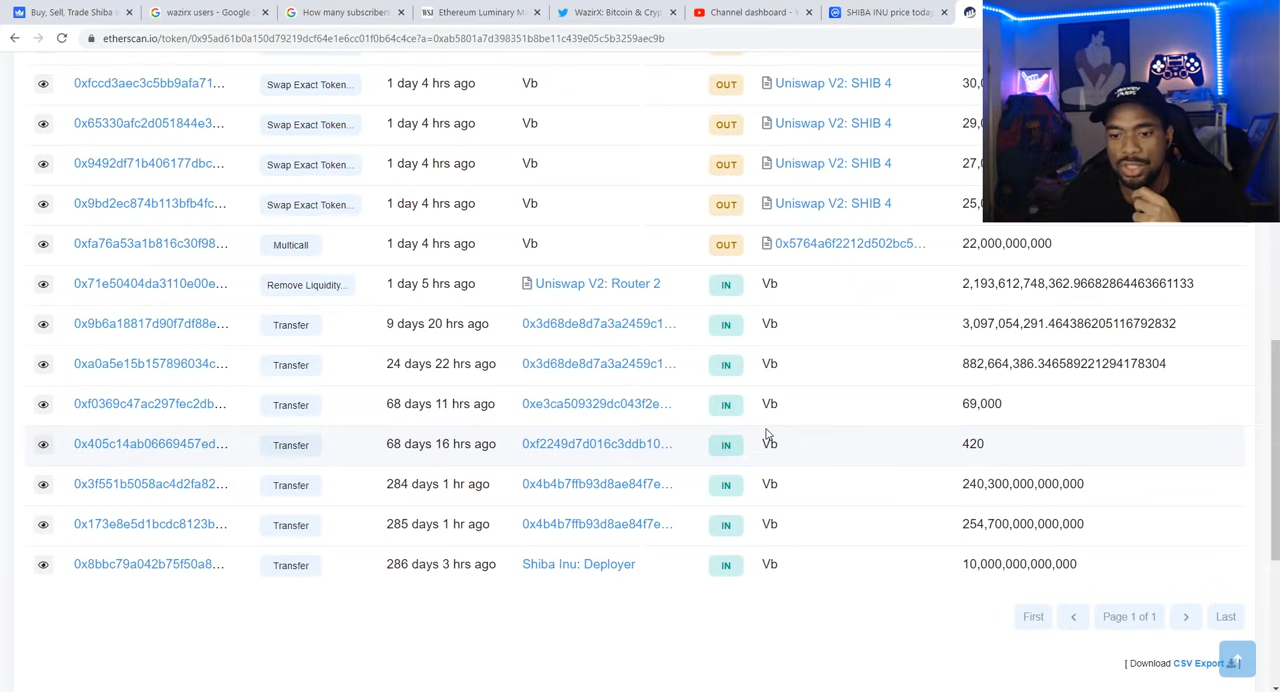 Buy, Sell, Trade Shiba I
wazirx users - Google
How many subscribers
Ethereum Luminary M
WazirX: Bitcoin & Cryp
Channel dashboard - Y
SHIBA INU price today
etherscan.io/token/0x95ad61b0a150d79219dcf64e1e6cc01f0b64c4ce?a=0xab5801a7d398351b8be11c439e05c5b3259aec9b
0xfccd3aec3c5bb9afa71... Swap Exact Token... 1 day 4 hrs ago Vb OUT Uniswap V2: SHIB 4 30,
0x65330afc2d051844e3... Swap Exact Token... 1 day 4 hrs ago Vb OUT Uniswap V2: SHIB 4 29,
0x9492df71b406177dbc... Swap Exact Token... 1 day 4 hrs ago Vb OUT Uniswap V2: SHIB 4 27,
0x9bd2ec874b113bfb4fc... Swap Exact Token... 1 day 4 hrs ago Vb OUT Uniswap V2: SHIB 4 25,
0xfa76a53a1b816c30f98... Multicall 1 day 4 hrs ago Vb OUT 0x5764a6f2212d502bc5... 22,000,000,000
0x71e50404da3110e00e... Remove Liquidity... 1 day 5 hrs ago Uniswap V2: Router 2 IN Vb 2,193,612,748,362.96682864463661133
0x9b6a18817d90f7df88e... Transfer 9 days 20 hrs ago 0x3d68de8d7a3a2459c1... IN Vb 3,097,054,291.464386205116792832
0xa0a5e15b157896034c... Transfer 24 days 22 hrs ago 0x3d68de8d7a3a2459c1... IN Vb 882,664,386.346589221294178304
0xf0369c47ac297fec2db... Transfer 68 days 11 hrs ago 0xe3ca509329dc043f2e... IN Vb 69,000
0x405c14ab06669457ed... Transfer 68 days 16 hrs ago 0xf2249d7d016c3ddb10... IN Vb 420
0x3f551b5058ac4d2fa82... Transfer 284 days 1 hr ago 0x4b4b7ffb93d8ae84f7e... IN Vb 240,300,000,000,000
0x173e8e5d1bcdc8123b... Transfer 285 days 1 hr ago 0x4b4b7ffb93d8ae84f7e... IN Vb 254,700,000,000,000
0x8bbc79a042b75f50a8... Transfer 286 days 3 hrs ago Shiba Inu: Deployer IN Vb 10,000,000,000,000
First Page 1 of 1 Last
[ Download CSV Export ]